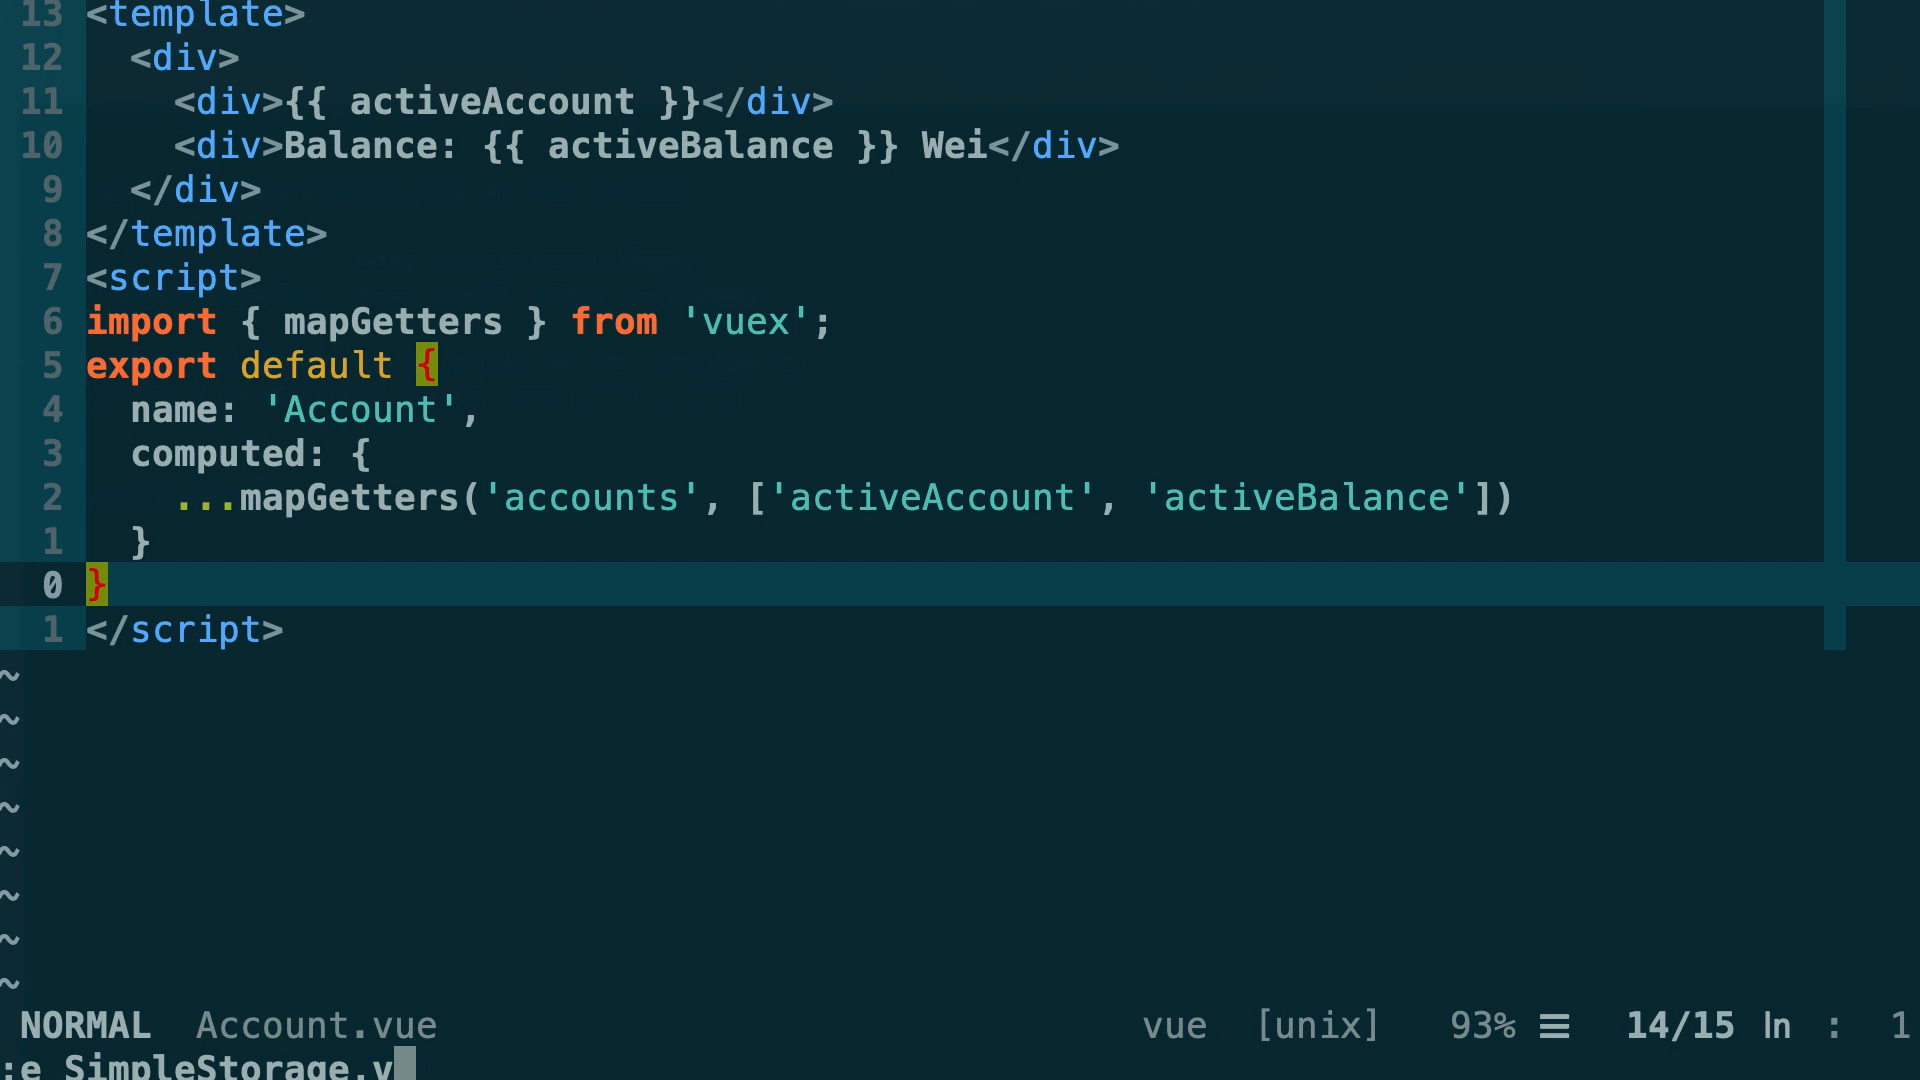 13 <template>
12   <div>
11     <div>{{ activeAccount }}</div>
10     <div>Balance: {{ activeBalance }} Wei</div>
9   </div>
8 </template>
7 <script>
6 import { mapGetters } from 'vuex';
5 export default {
4   name: 'Account',
3   computed: {
2     ...mapGetters('accounts', ['activeAccount', 'activeBalance'])
1   }
0 }
1 </script>
~
~
~
~
~
~
~
~
NORMAL Account.vue vue [unix] 93% ☰ 14/15 ln : 1
:e SimpleStorage.v